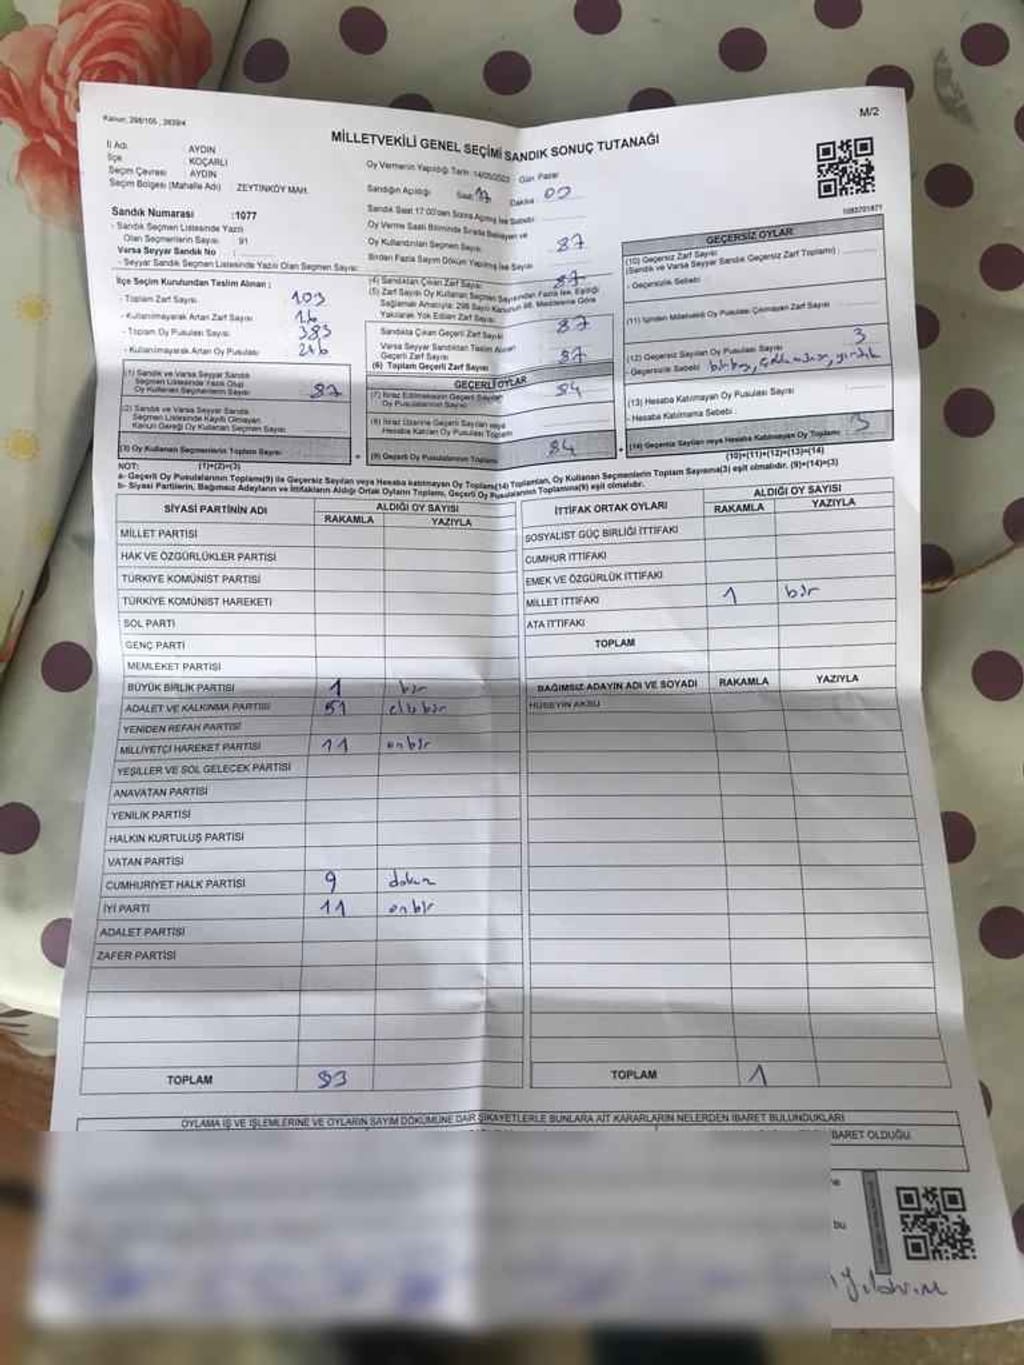 Kanun: 298/105 , 2839/4
M/2
MİLLETVEKİLİ GENEL SEÇİMİ SANDIK SONUÇ TUTANAĞI
İl Adı : AYDIN
İlçe : KOÇARLI
Seçim Çevresi : AYDIN
Seçim Bölgesi (Mahalle Adı) ZEYTİNKÖY MAH.
Oy Vermenin Yapıldığı Tarih :14/05/2023 - Gün: Pazar
Sandığın Açıldığı Saat: 17 Dakika : 00
1082701877
Sandık Numarası :1077
- Sandık Seçmen Listesinde Yazılı
Olan Seçmenlerin Sayısı 91
Varsa Seyyar Sandık No :
- Seyyar Sandık Seçmen Listesinde Yazılı Olan Seçmen Sayısı:
Sandık Saat 17:00'den Sonra Açılmış İse Sebebi:
Oy Verme Saati Bitiminde Sırada Bekleyen ve
Oy Kullandırılan Seçmen Sayısı: 87
Birden Fazla Sayım Döküm Yapılmış İse Sayısı:
İlçe Seçim Kurulundan Teslim Alınan :
- Toplam Zarf Sayısı 103
- Kullanılmayarak Artan Zarf Sayısı 16
- Toplam Oy Pusulası Sayısı 383
- Kullanılmayarak Artan Oy Pusulası 296
(1) Sandık ve Varsa Seyyar Sandık
Seçmen Listesinde Yazılı Olup
Oy Kullanan Seçmenlerin Sayısı 87
(2) Sandık ve Varsa Seyyar Sandık
Seçmen Listesinde Kayıtlı Olmayan
Kanun Gereği Oy Kullanan Seçmen Sayısı
(3) Oy Kullanan Seçmenlerin Toplam Sayısı
(1)+(2)=(3)
(4) Sandıktan Çıkan Zarf Sayısı 87
(5) Zarf Sayısı Oy Kullanan Seçmen Sayısından Fazla İse, Eşitliği
Sağlamak Amacıyla; 298 Sayılı Kanunun 98. Maddesine Göre
Yakılarak Yok Edilen Zarf Sayısı
Sandıkta Çıkan Geçerli Zarf Sayısı 87
Varsa Seyyar Sandıktan Teslim Alınan
Geçerli Zarf Sayısı
(6) Toplam Geçerli Zarf Sayısı 87
GEÇERLİ OYLAR
(7) İtiraz Edilmeksizin Geçerli Sayılan
Oy Pusulalarının Sayısı 84
(8) İtiraz Üzerine Geçerli Sayılan veya
Hesaba Katılan Oy Pusulası Toplamı
(9) Geçerli Oy Pusulalarının Toplamı 84
GEÇERSİZ OYLAR
(10) Geçersiz Zarf Sayısı
(Sandık ve Varsa Seyyar Sandık Geçersiz Zarf Toplamı)
- Geçersizlik Sebebi :
(11) İçinden Milletvekili Oy Pusulası Çıkmayan Zarf Sayısı
(12) Geçersiz Sayılan Oy Pusulası Sayısı 3
- Geçersizlik Sebebi
(13) Hesaba Katılmayan Oy Pusulası Sayısı
- Hesaba Katılmama Sebebi :
(14) Geçersiz Sayılan veya Hesaba Katılmayan Oy Toplamı 3
(10)+(11)+(12)+(13)=(14)
NOT:
a- Geçerli Oy Pusulalarının Toplamı(9) ile Geçersiz Sayılan veya Hesaba Katılmayan Oy Toplamı(14) Toplamları, Oy Kullanan Seçmenlerin Toplam Sayısına(3) eşit olmalıdır. (9)+(14)=(3)
b- Siyasi Partilerin, Bağımsız Adayların ve İttifakların Aldığı Ortak Oyların Toplamı, Geçerli Oy Pusulalarının Toplamına(9) eşit olmalıdır.
SİYASİ PARTİNİN ADI ALDIĞI OY SAYISI
RAKAMLA YAZIYLA
MİLLET PARTİSİ
HAK VE ÖZGÜRLÜKLER PARTİSİ
TÜRKİYE KOMÜNİST PARTİSİ
TÜRKİYE KOMÜNİST HAREKETİ
SOL PARTİ
GENÇ PARTİ
MEMLEKET PARTİSİ
BÜYÜK BİRLİK PARTİSİ 1 bir
ADALET VE KALKINMA PARTİSİ 51 ellibir
YENİDEN REFAH PARTİSİ
MİLLİYETÇİ HAREKET PARTİSİ 11 onbir
YEŞİLLER VE SOL GELECEK PARTİSİ
ANAVATAN PARTİSİ
YENİLİK PARTİSİ
HALKIN KURTULUŞ PARTİSİ
VATAN PARTİSİ
CUMHURİYET HALK PARTİSİ 9 dokuz
İYİ PARTİ 11 onbir
ADALET PARTİSİ
ZAFER PARTİSİ
TOPLAM 83
İTTİFAK ORTAK OYLARI ALDIĞI OY SAYISI
RAKAMLA YAZIYLA
SOSYALİST GÜÇ BİRLİĞİ İTTİFAKI
CUMHUR İTTİFAKI
EMEK VE ÖZGÜRLÜK İTTİFAKI
MİLLET İTTİFAKI 1 bir
ATA İTTİFAKI
TOPLAM
BAĞIMSIZ ADAYIN ADI VE SOYADI RAKAMLA YAZIYLA
HÜSEYİN AKSU
TOPLAM 1
OYLAMA İŞ VE İŞLEMLERİNE VE OYLARIN SAYIM DÖKÜMÜNE DAİR ŞİKAYETLERLE BUNLARA AİT KARARLARIN NELERDEN İBARET BULUNDUKLARI
İBARET OLDUĞU
bu
Yıldırım